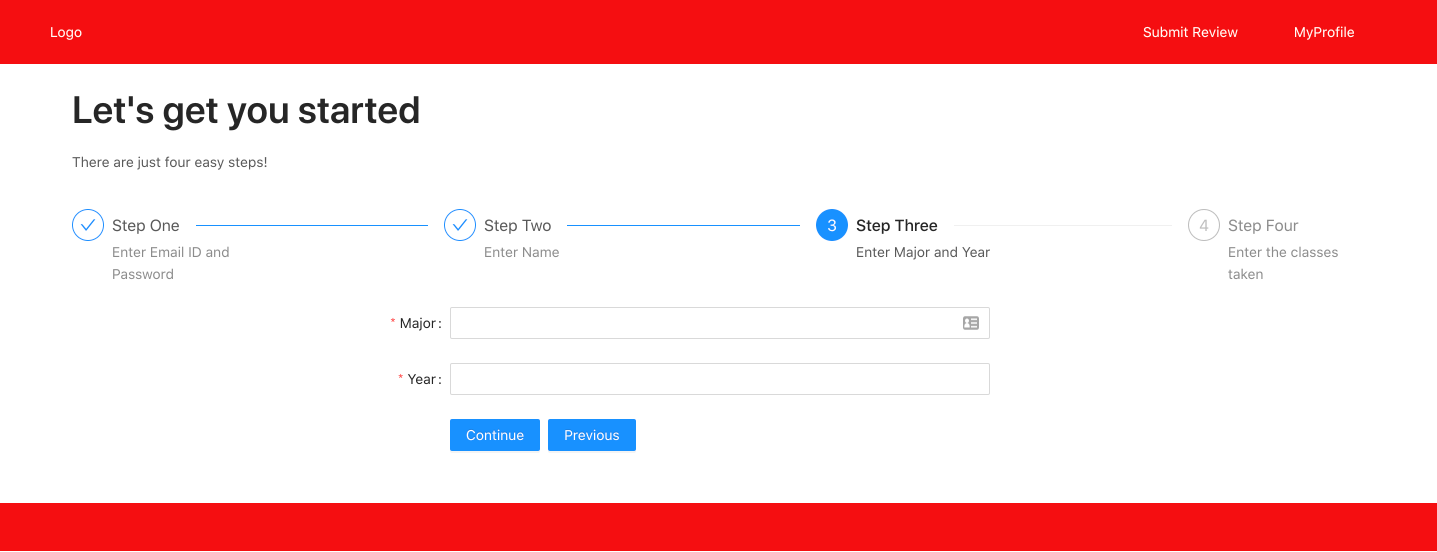 Logo
Submit Review
MyProfile
Let's get you started
There are just four easy steps!
Step One
Enter Email ID and
Password
Step Two
Enter Name
3
Step Three
Enter Major and Year
4
Step Four
Enter the classes
taken
* Major:
* Year:
Continue
Previous